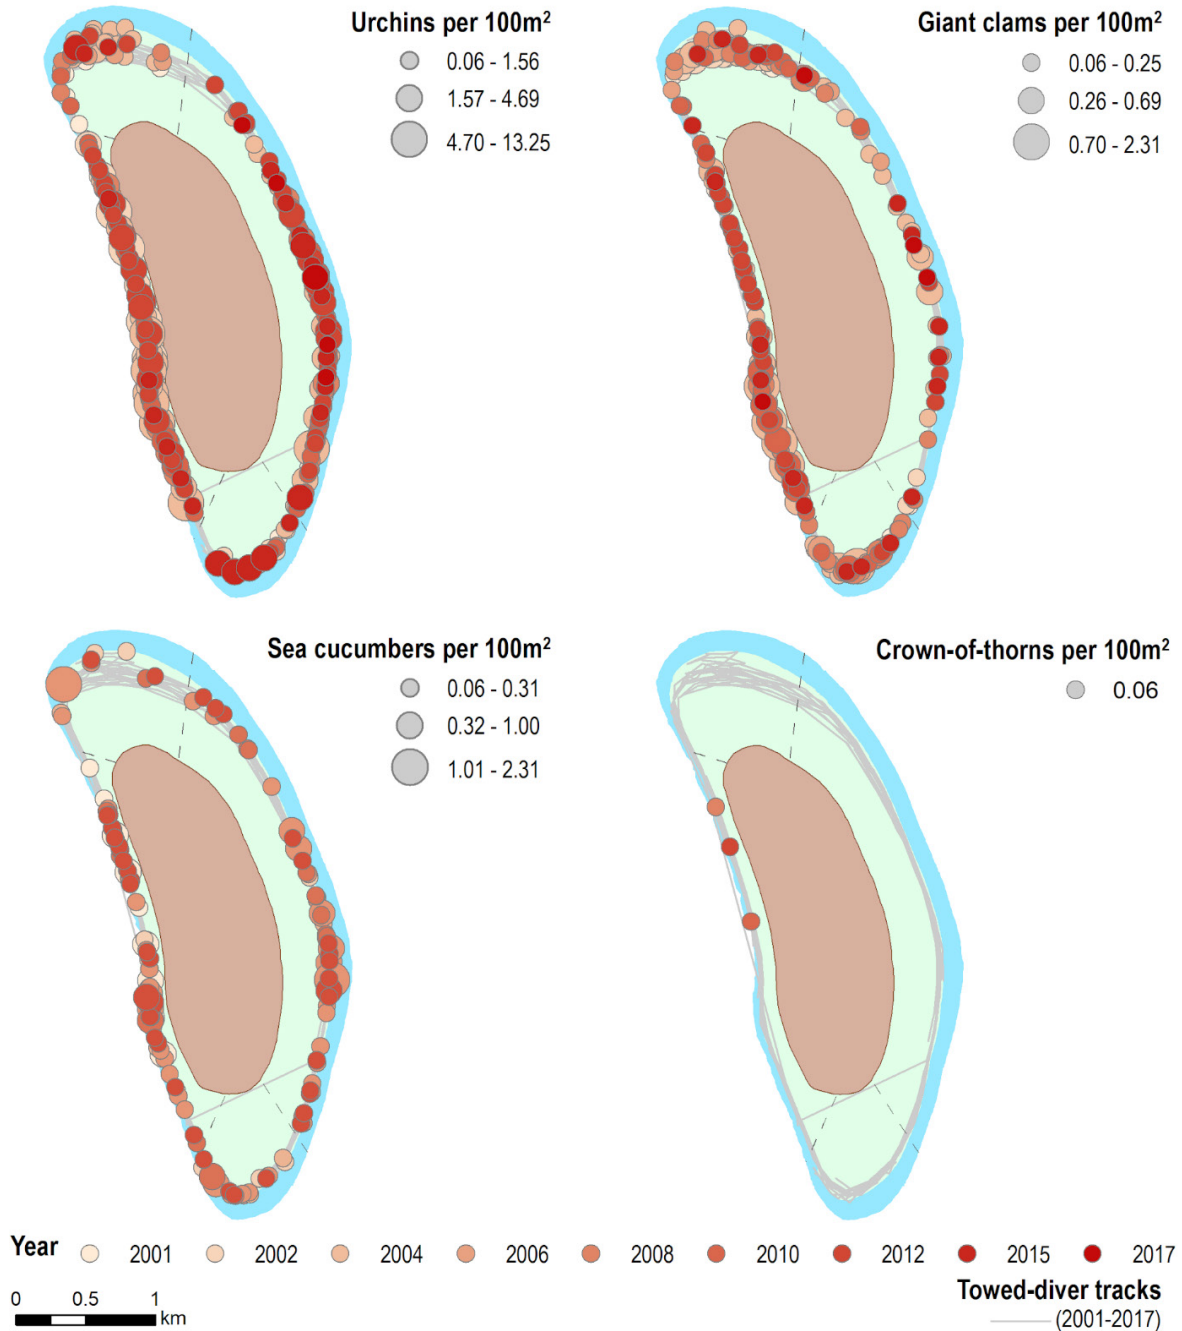 Urchins per 100m²
0.06 - 1.56
1.57 - 4.69
4.70 - 13.25
Giant clams per 100m²
0.06 - 0.25
0.26 - 0.69
0.70 - 2.31
Sea cucumbers per 100m²
0.06 - 0.31
0.32 - 1.00
1.01 - 2.31
Crown-of-thorns per 100m²
0.06
Year 2001 2002 2004 2006 2008 2010 2012 2015 2017
0 0.5 1
km
Towed-diver tracks
(2001-2017)